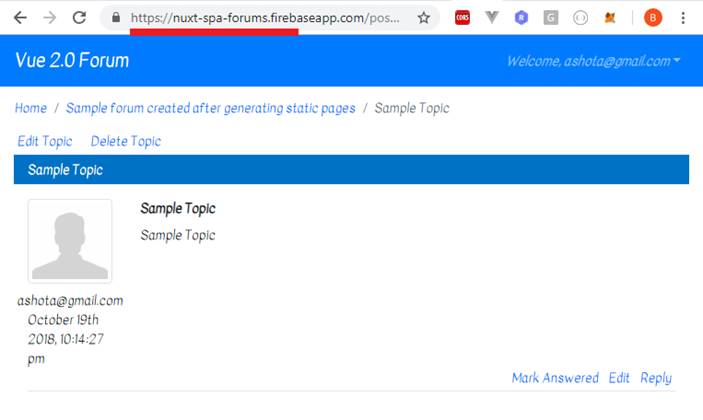 https://nuxt-spa-forums.firebaseapp.com/pos...
CORS
G
B
Vue 2.0 Forum
Welcome, ashota@gmail.com
Home / Sample forum created after generating static pages / Sample Topic
Edit Topic Delete Topic
Sample Topic
Sample Topic
Sample Topic
ashota@gmail.com
October 19th
2018, 10:14:27
pm
Mark Answered Edit Reply